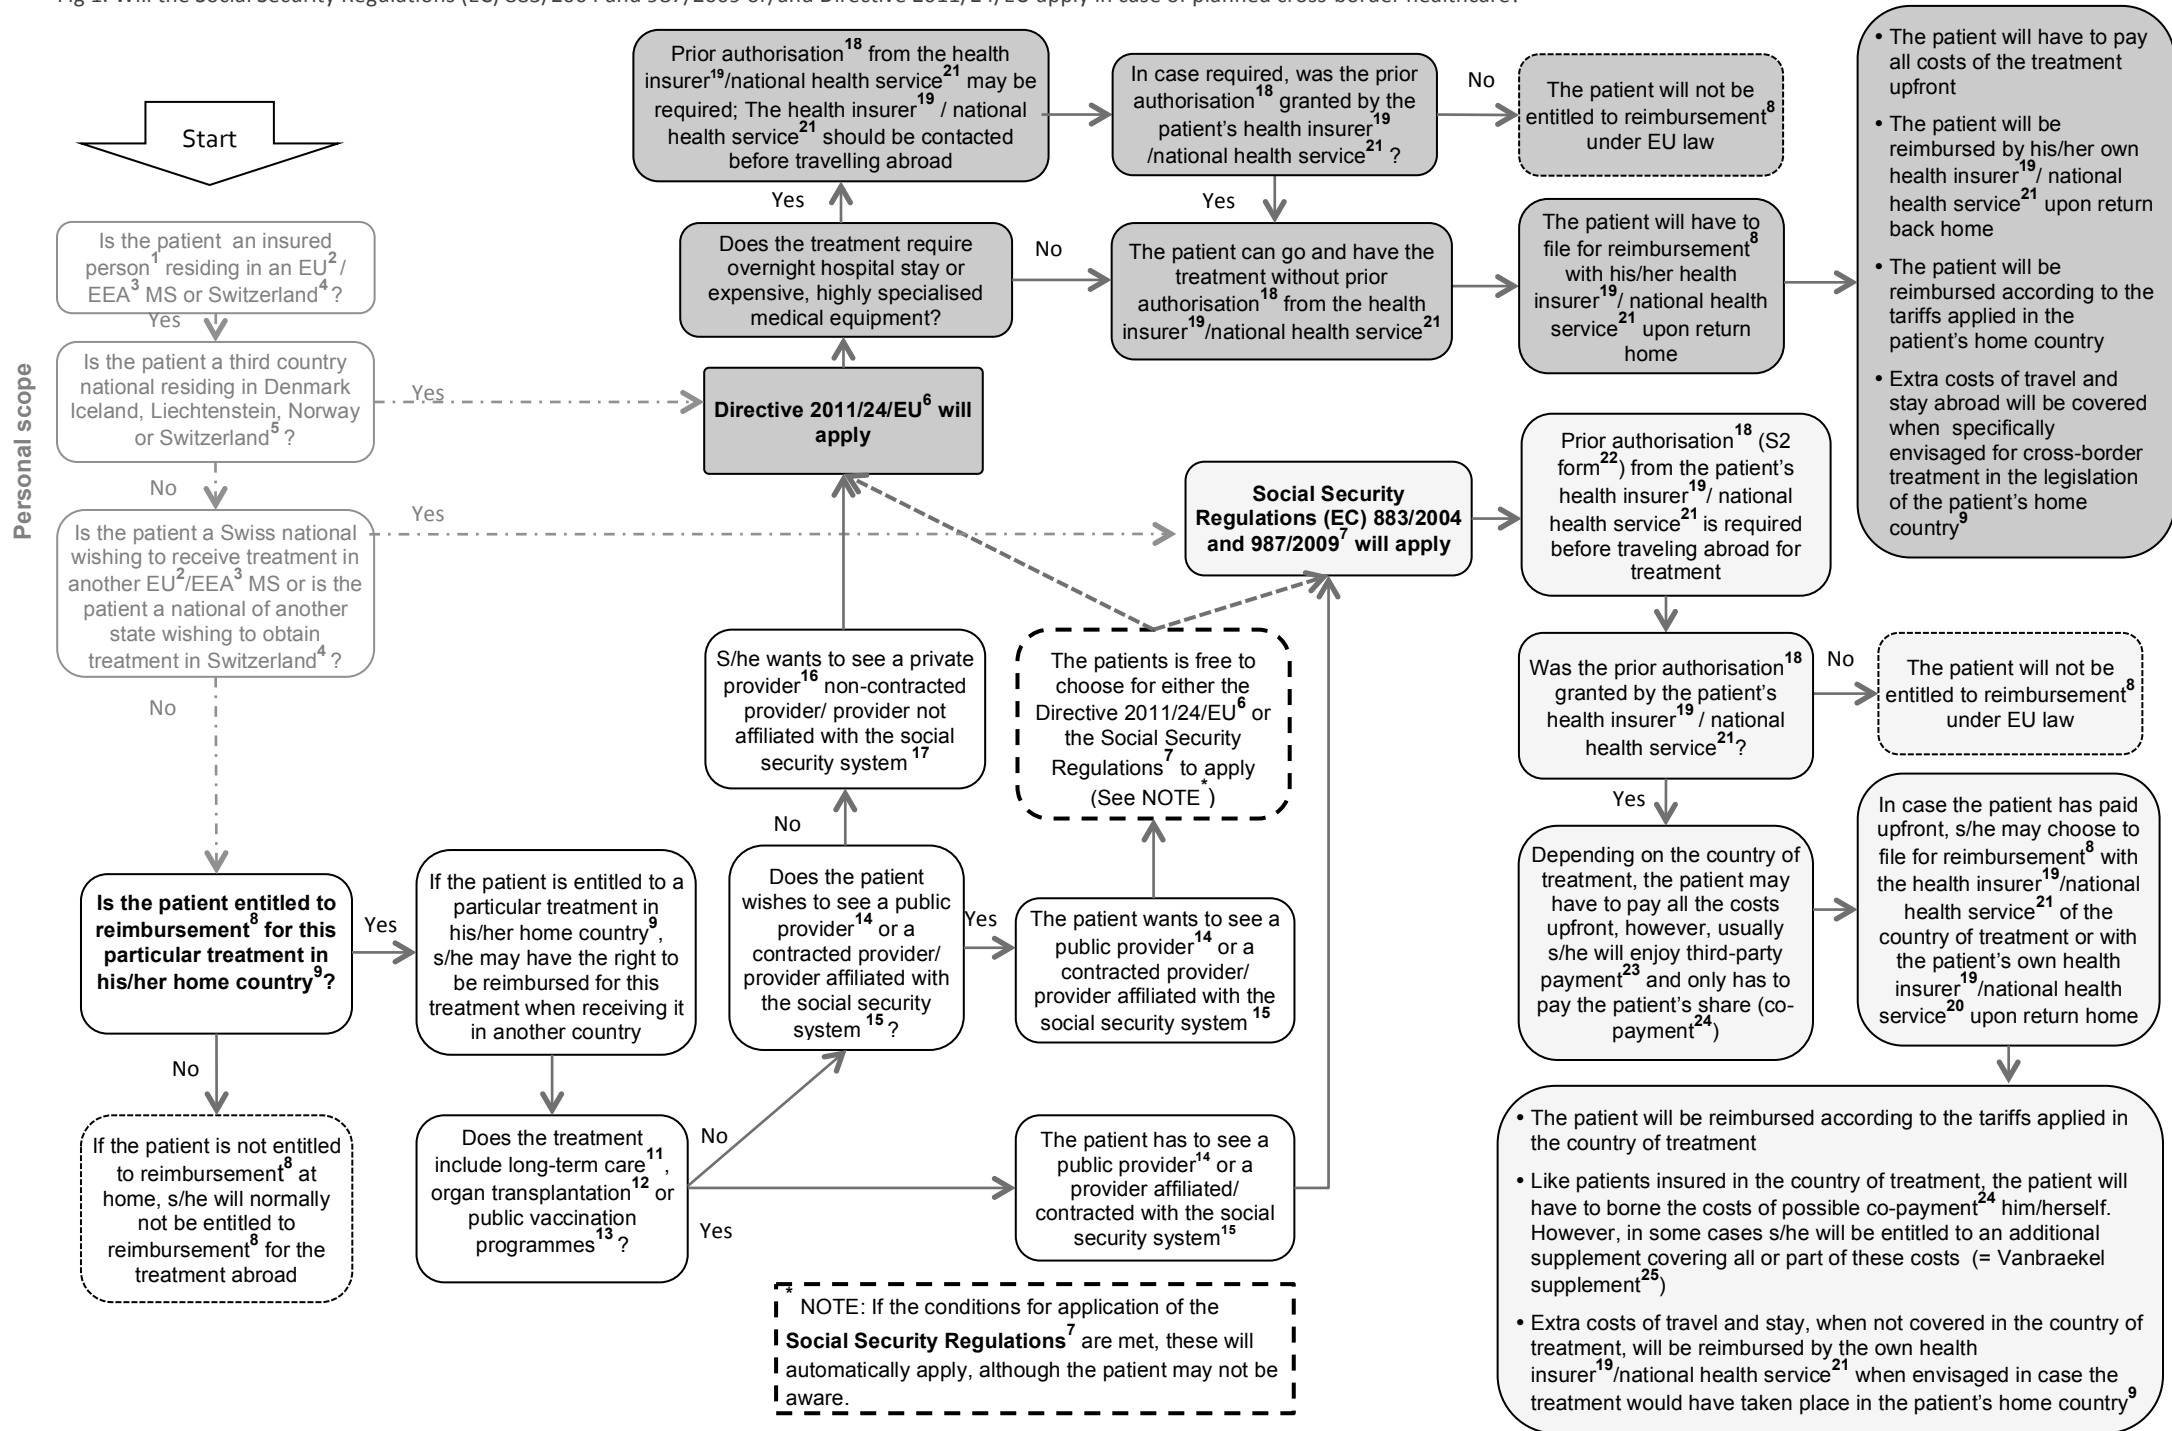 Fig 1. Will the Social Security Regulations (EC/883/2004 and 987/2009 or/and Directive 2011/24/EU apply in case of planned cross-border healthcare?
Start
Personal scope
Is the patient an insured
person1 residing in an EU2 /
EEA3 MS or Switzerland4 ?
Yes
Is the patient a third country
national residing in Denmark
Iceland, Liechtenstein, Norway
or Switzerland5 ?
Yes
No
Is the patient a Swiss national
wishing to receive treatment in
another EU2/EEA3 MS or is the
patient a national of another
state wishing to obtain
treatment in Switzerland4 ?
Yes
No
Is the patient entitled to
reimbursement8 for this
particular treatment in
his/her home country9?
Yes
No
If the patient is not entitled
to reimbursement8 at
home, s/he will normally
not be entitled to
reimbursement8 for the
treatment abroad
If the patient is entitled to a
particular treatment in
his/her home country9,
s/he may have the right to
be reimbursed for this
treatment when receiving it
in another country
Does the treatment
include long-term care11,
organ transplantation12 or
public vaccination
programmes13 ?
No
Yes
Does the patient
wishes to see a public
provider14 or a
contracted provider/
provider affiliated with
the social security
system 15 ?
No
Yes
S/he wants to see a private
provider16 non-contracted
provider/ provider not
affiliated with the social
security system 17
The patient wants to see a
public provider14 or a
contracted provider/
provider affiliated with the
social security system 15
The patients is free to
choose for either the
Directive 2011/24/EU6 or
the Social Security
Regulations7 to apply
(See NOTE*)
The patient has to see a
public provider14 or a
provider affiliated/
contracted with the social
security system15
* NOTE: If the conditions for application of the
Social Security Regulations7 are met, these will
automatically apply, although the patient may not be
aware.
Directive 2011/24/EU6 will
apply
Does the treatment require
overnight hospital stay or
expensive, highly specialised
medical equipment?
Yes
No
Prior authorisation18 from the health
insurer19/national health service21 may be
required; The health insurer19 / national
health service21 should be contacted
before travelling abroad
In case required, was the prior
authorisation18 granted by the
patient's health insurer19
/national health service21 ?
No
Yes
The patient will not be
entitled to reimbursement8
under EU law
The patient can go and have the
treatment without prior
authorisation18 from the health
insurer19/national health service21
The patient will have to
file for reimbursement8
with his/her health
insurer19/ national health
service21 upon return
home
• The patient will have to pay
all costs of the treatment
upfront
• The patient will be
reimbursed by his/her own
health insurer19/ national
health service21 upon return
back home
• The patient will be
reimbursed according to the
tariffs applied in the
patient's home country
• Extra costs of travel and
stay abroad will be covered
when specifically
envisaged for cross-border
treatment in the legislation
of the patient's home
country9
Social Security
Regulations (EC) 883/2004
and 987/20097 will apply
Prior authorisation18 (S2
form22) from the patient's
health insurer19/ national
health service21 is required
before traveling abroad for
treatment
Was the prior authorisation18
granted by the patient's
health insurer19 / national
health service21?
No
Yes
The patient will not be
entitled to reimbursement8
under EU law
Depending on the country of
treatment, the patient may
have to pay all the costs
upfront, however, usually
s/he will enjoy third-party
payment23 and only has to
pay the patient's share (co-
payment24)
In case the patient has paid
upfront, s/he may choose to
file for reimbursement8 with
the health insurer19/national
health service21 of the
country of treatment or with
the patient's own health
insurer19/national health
service20 upon return home
• The patient will be reimbursed according to the tariffs applied in
the country of treatment
• Like patients insured in the country of treatment, the patient will
have to borne the costs of possible co-payment24 him/herself.
However, in some cases s/he will be entitled to an additional
supplement covering all or part of these costs (= Vanbraekel
supplement25)
• Extra costs of travel and stay, when not covered in the country of
treatment, will be reimbursed by the own health
insurer19/national health service21 when envisaged in case the
treatment would have taken place in the patient's home country9